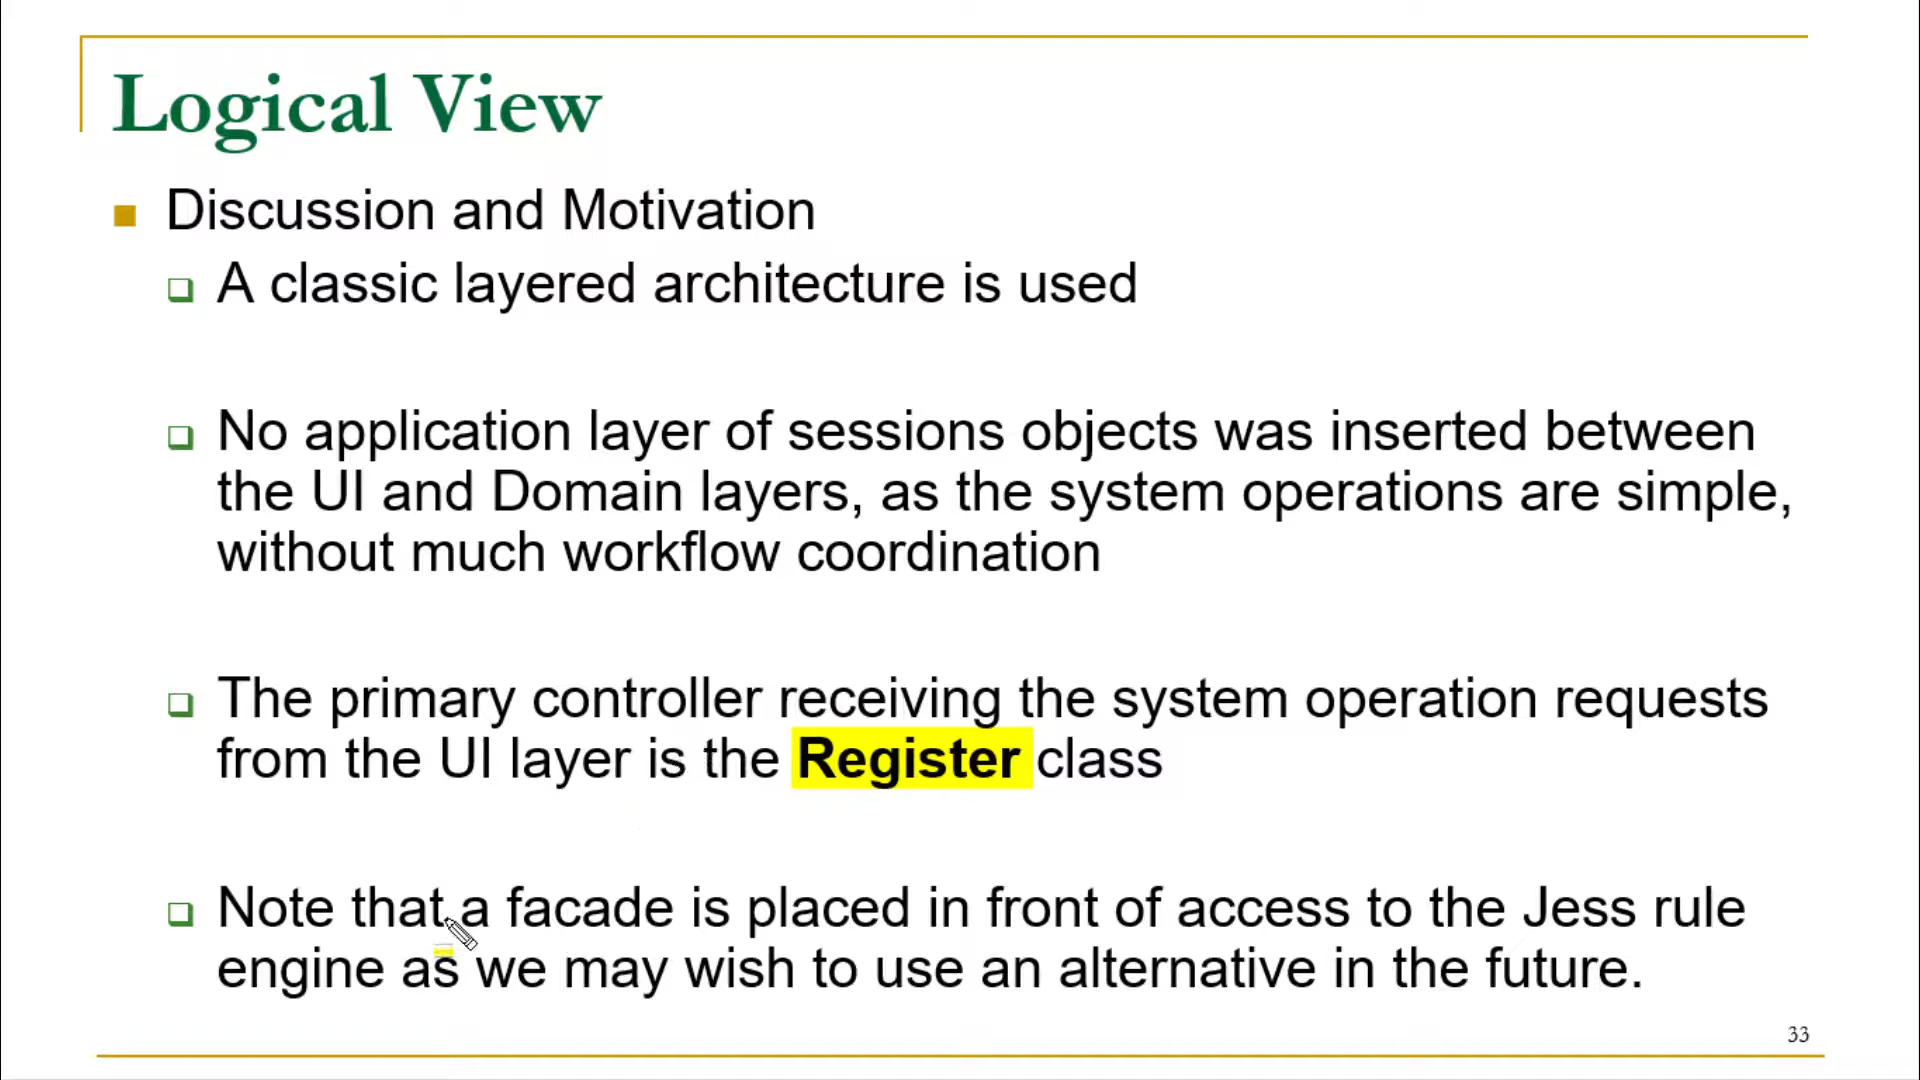 Logical View
Discussion and Motivation
A classic layered architecture is used
No application layer of sessions objects was inserted between
the UI and Domain layers, as the system operations are simple,
without much workflow coordination
The primary controller receiving the system operation requests
from the UI layer is the Register class
Note that a facade is placed in front of access to the Jess rule
engine as we may wish to use an alternative in the future.
33